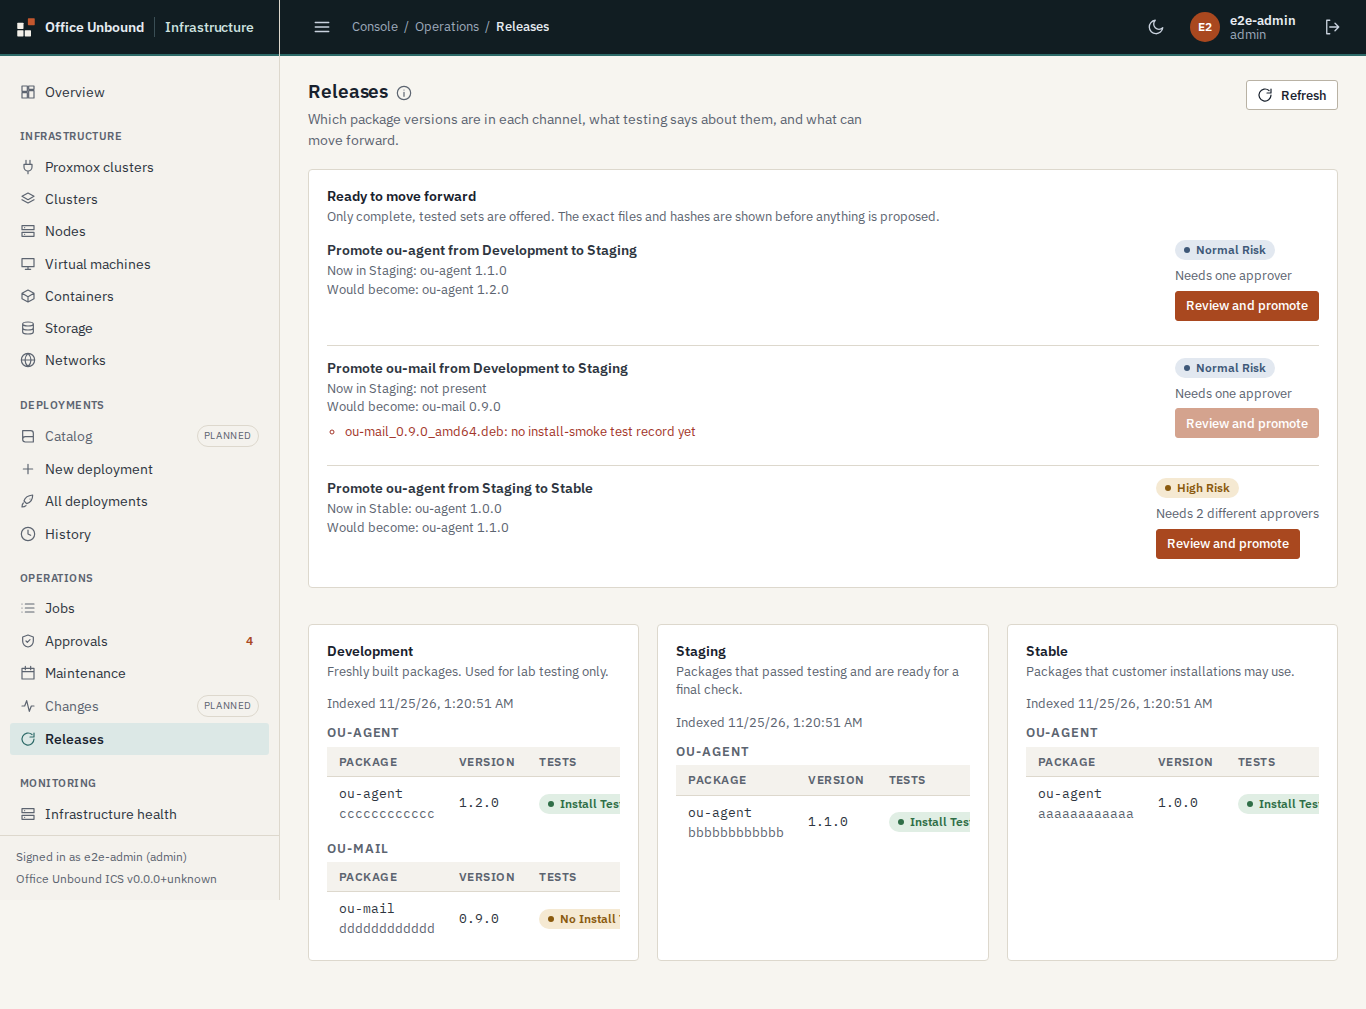 Office Unbound
Infrastructure
Console / Operations / Releases
E2
e2e-admin
admin
Overview
INFRASTRUCTURE
Proxmox clusters
Clusters
Nodes
Virtual machines
Containers
Storage
Networks
DEPLOYMENTS
Catalog PLANNED
New deployment
All deployments
History
OPERATIONS
Jobs
Approvals 4
Maintenance
Changes PLANNED
Releases
MONITORING
Infrastructure health
Signed in as e2e-admin (admin)
Office Unbound ICS v0.0.0+unknown
Releases
Refresh
Which package versions are in each channel, what testing says about them, and what can
move forward.
Ready to move forward
Only complete, tested sets are offered. The exact files and hashes are shown before anything is proposed.
Promote ou-agent from Development to Staging
Now in Staging: ou-agent 1.1.0
Would become: ou-agent 1.2.0
Normal Risk
Needs one approver
Review and promote
Promote ou-mail from Development to Staging
Now in Staging: not present
Would become: ou-mail 0.9.0
ou-mail_0.9.0_amd64.deb: no install-smoke test record yet
Normal Risk
Needs one approver
Review and promote
Promote ou-agent from Staging to Stable
Now in Stable: ou-agent 1.0.0
Would become: ou-agent 1.1.0
High Risk
Needs 2 different approvers
Review and promote
Development
Freshly built packages. Used for lab testing only.
Indexed 11/25/26, 1:20:51 AM
OU-AGENT
PACKAGE VERSION TESTS
ou-agent
cccccccccccc
1.2.0
Install Tes
OU-MAIL
PACKAGE VERSION TESTS
ou-mail
dddddddddddd
0.9.0
No Install
Staging
Packages that passed testing and are ready for a
final check.
Indexed 11/25/26, 1:20:51 AM
OU-AGENT
PACKAGE VERSION TESTS
ou-agent
bbbbbbbbbbbb
1.1.0
Install Tes
Stable
Packages that customer installations may use.
Indexed 11/25/26, 1:20:51 AM
OU-AGENT
PACKAGE VERSION TESTS
ou-agent
aaaaaaaaaaaa
1.0.0
Install Tes